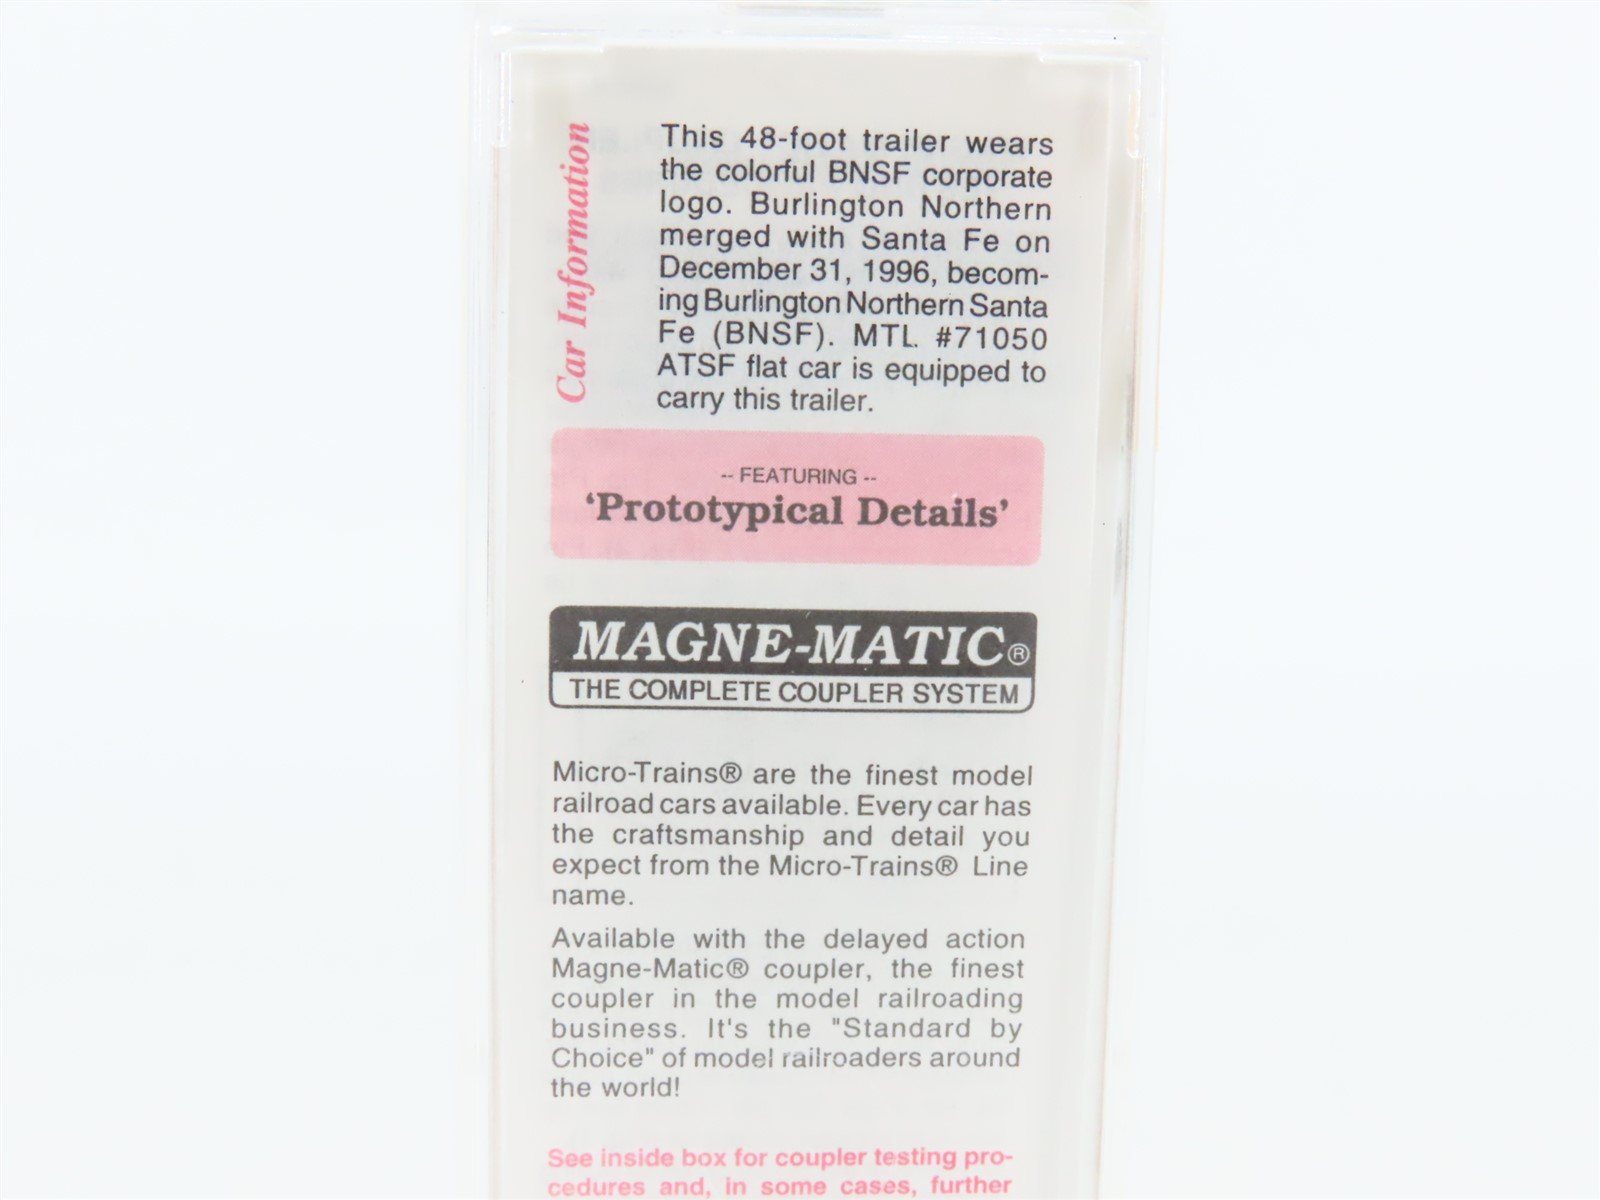 Car Information
This 48-foot trailer wears
the colorful BNSF corporate
logo. Burlington Northern
merged with Santa Fe on
December 31, 1996, becom-
ing Burlington Northern Santa
Fe (BNSF). MTL #71050
ATSF flat car is equipped to
carry this trailer.
-- FEATURING --
‘Prototypical Details’
MAGNE-MATIC®
THE COMPLETE COUPLER SYSTEM
Micro-Trains® are the finest model
railroad cars available. Every car has
the craftsmanship and detail you
expect from the Micro-Trains® Line
name.
Available with the delayed action
Magne-Matic® coupler, the finest
coupler in the model railroading
business. It's the "Standard by
Choice" of model railroaders around
the world!
See inside box for coupler testing pro-
cedures and, in some cases, further